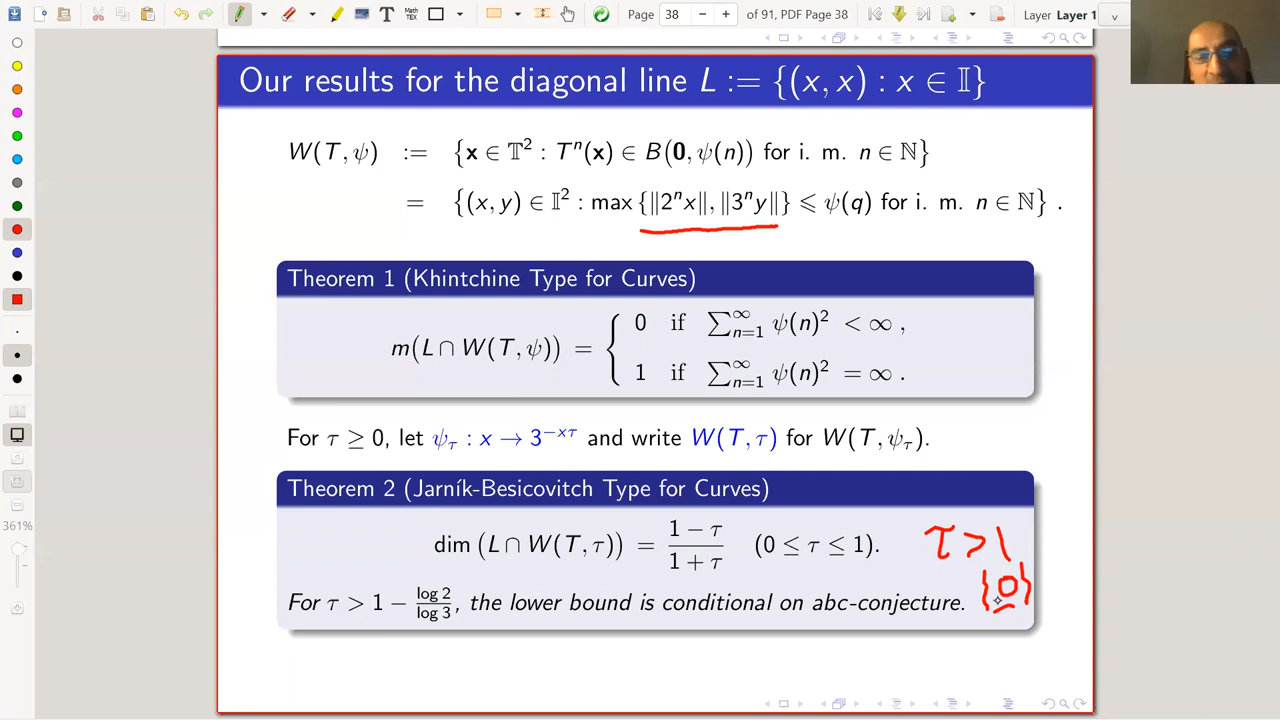 Page 38 of 91, PDF Page 38 Layer Layer 1
T Math TEX
361%
Our results for the diagonal line L := {(x, x) : x ∈ 𝕀}
W(T, ψ) := {x ∈ 𝕋² : Tⁿ(x) ∈ B(0, ψ(n)) for i. m. n ∈ ℕ}
= {(x, y) ∈ 𝕀² : max {‖2ⁿx‖, ‖3ⁿy‖} ⩽ ψ(q) for i. m. n ∈ ℕ} .
Theorem 1 (Khintchine Type for Curves)
m(L ∩ W(T, ψ)) = { 0 if ∑_{n=1}^∞ ψ(n)² < ∞ ,
1 if ∑_{n=1}^∞ ψ(n)² = ∞ .
For τ ≥ 0, let ψ_τ : x → 3^{−xτ} and write W(T, τ) for W(T, ψ_τ).
Theorem 2 (Jarník-Besicovitch Type for Curves)
dim (L ∩ W(T, τ)) = (1 − τ)/(1 + τ) (0 ≤ τ ≤ 1). τ > 1
{0}
For τ > 1 − log 2/log 3, the lower bound is conditional on abc-conjecture.